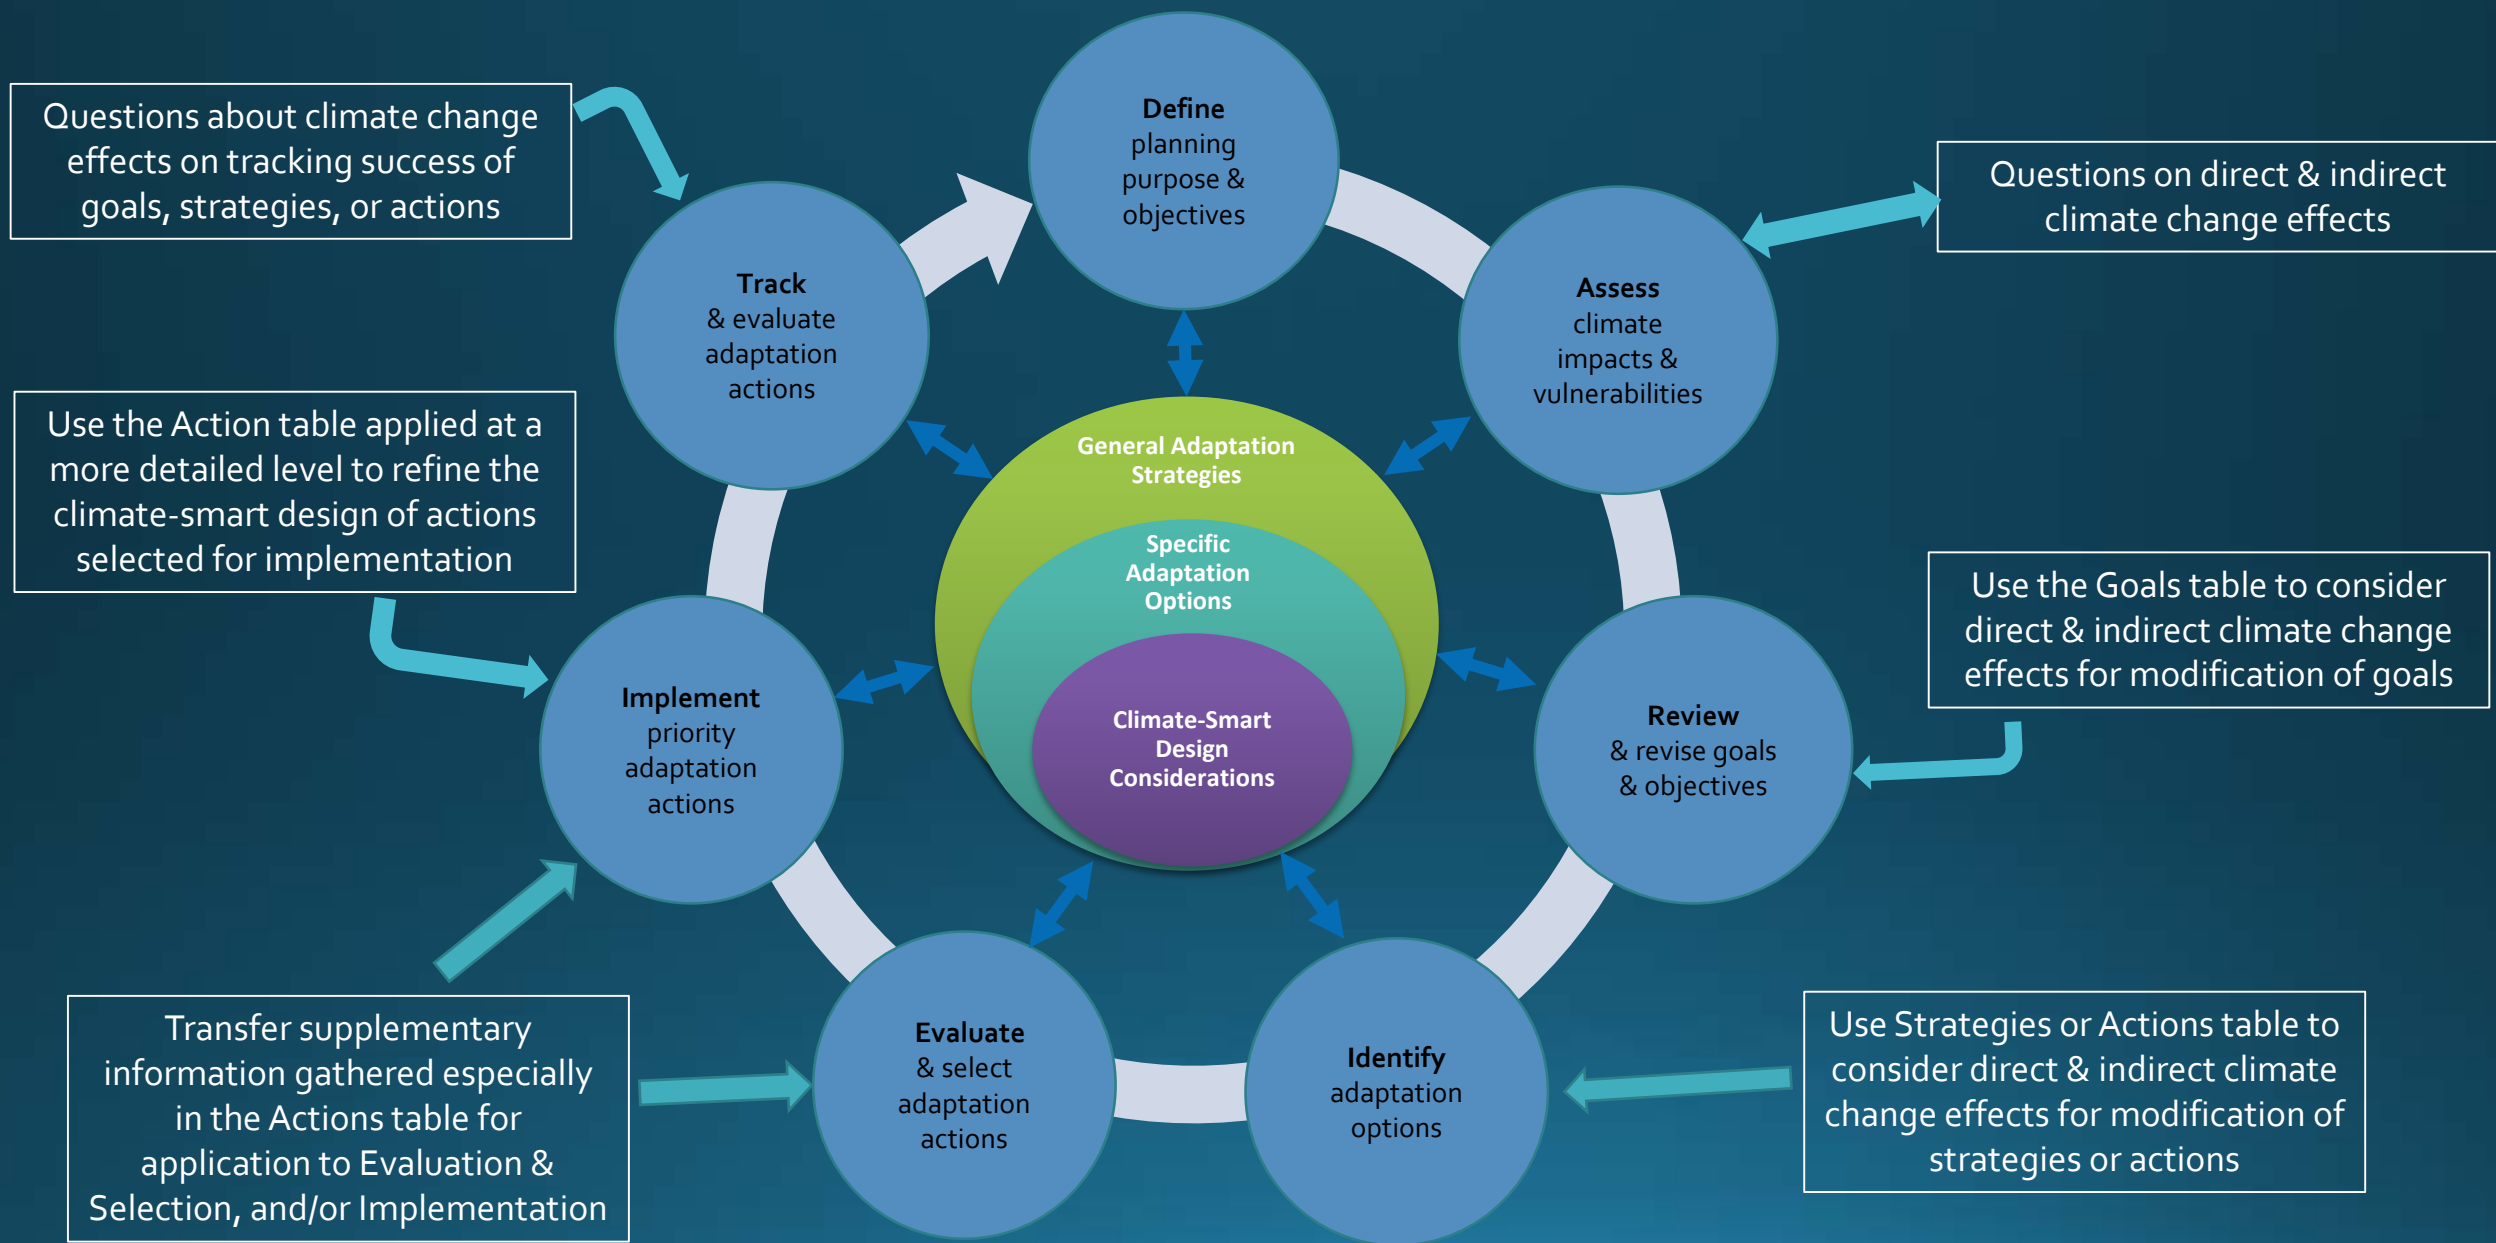 Define
planning
purpose &
objectives
Questions about climate change
effects on tracking success of
goals, strategies, or actions
Questions on direct & indirect
climate change effects
Track
& evaluate
adaptation
actions
Assess
climate
impacts &
vulnerabilities
Use the Action table applied at a
more detailed level to refine the
climate-smart design of actions
selected for implementation
General Adaptation
Strategies
Specific
Adaptation
Options
Climate-Smart
Design
Considerations
Use the Goals table to consider
direct & indirect climate change
effects for modification of goals
Implement
priority
adaptation
actions
Review
& revise goals
& objectives
Transfer supplementary
information gathered especially
in the Actions table for
application to Evaluation &
Selection, and/or Implementation
Evaluate
& select
adaptation
actions
Identify
adaptation
options
Use Strategies or Actions table to
consider direct & indirect climate
change effects for modification of
strategies or actions